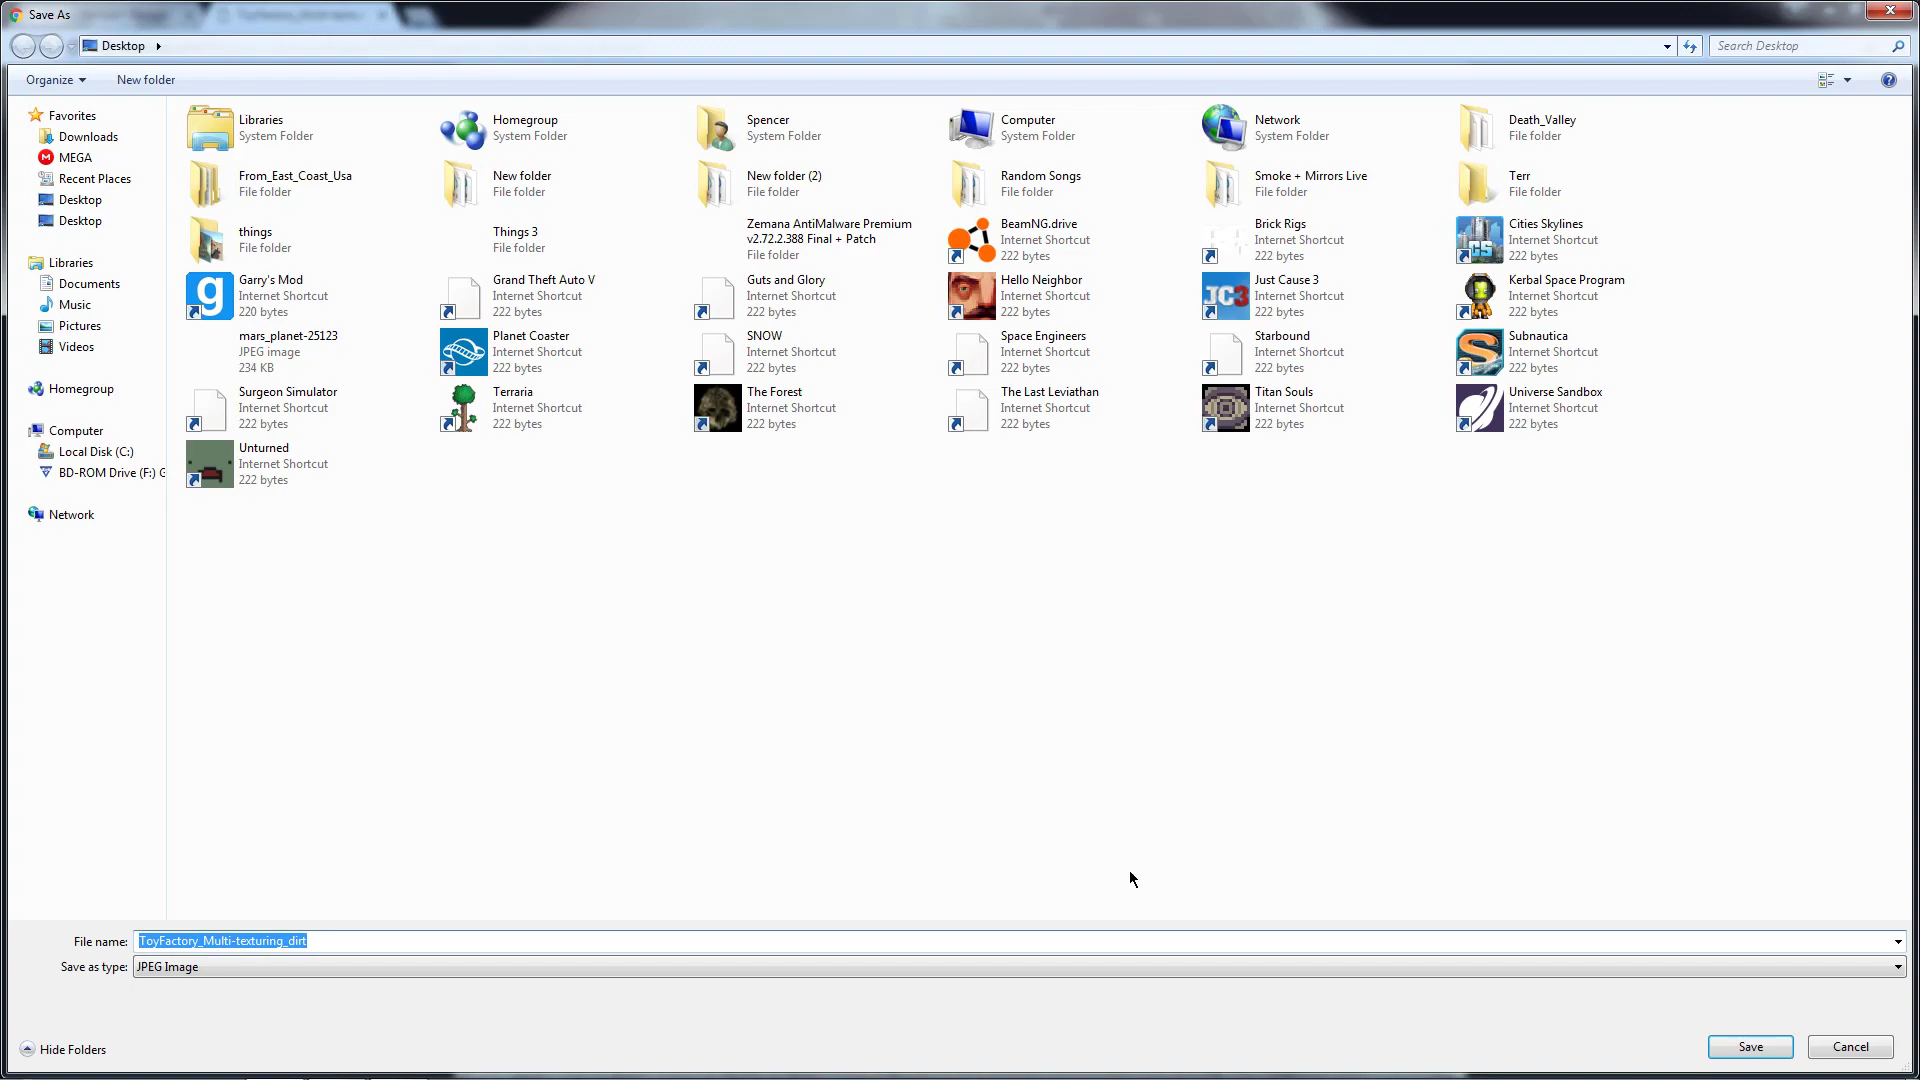 Save As
Desktop
Search Desktop
Organize
New folder
Favorites
Downloads
MEGA
Recent Places
Desktop
Desktop
Libraries
Documents
Music
Pictures
Videos
Homegroup
Computer
Local Disk (C:)
BD-ROM Drive (F:) G
Network
Libraries
System Folder
Homegroup
System Folder
Spencer
System Folder
Computer
System Folder
Network
System Folder
Death_Valley
File folder
From_East_Coast_Usa
File folder
New folder
File folder
New folder (2)
File folder
Random Songs
File folder
Smoke + Mirrors Live
File folder
Terr
File folder
things
File folder
Things 3
File folder
Zemana AntiMalware Premium
v2.72.2.388 Final + Patch
File folder
BeamNG.drive
Internet Shortcut
222 bytes
Brick Rigs
Internet Shortcut
222 bytes
Cities Skylines
Internet Shortcut
222 bytes
Garry's Mod
Internet Shortcut
220 bytes
Grand Theft Auto V
Internet Shortcut
222 bytes
Guts and Glory
Internet Shortcut
222 bytes
Hello Neighbor
Internet Shortcut
222 bytes
Just Cause 3
Internet Shortcut
222 bytes
Kerbal Space Program
Internet Shortcut
222 bytes
mars_planet-25123
JPEG image
234 KB
Planet Coaster
Internet Shortcut
222 bytes
SNOW
Internet Shortcut
222 bytes
Space Engineers
Internet Shortcut
222 bytes
Starbound
Internet Shortcut
222 bytes
Subnautica
Internet Shortcut
222 bytes
Surgeon Simulator
Internet Shortcut
222 bytes
Terraria
Internet Shortcut
222 bytes
The Forest
Internet Shortcut
222 bytes
The Last Leviathan
Internet Shortcut
222 bytes
Titan Souls
Internet Shortcut
222 bytes
Universe Sandbox
Internet Shortcut
222 bytes
Unturned
Internet Shortcut
222 bytes
File name: ToyFactory_Multi-texturing_dirt
Save as type: JPEG Image
Hide Folders
Save
Cancel